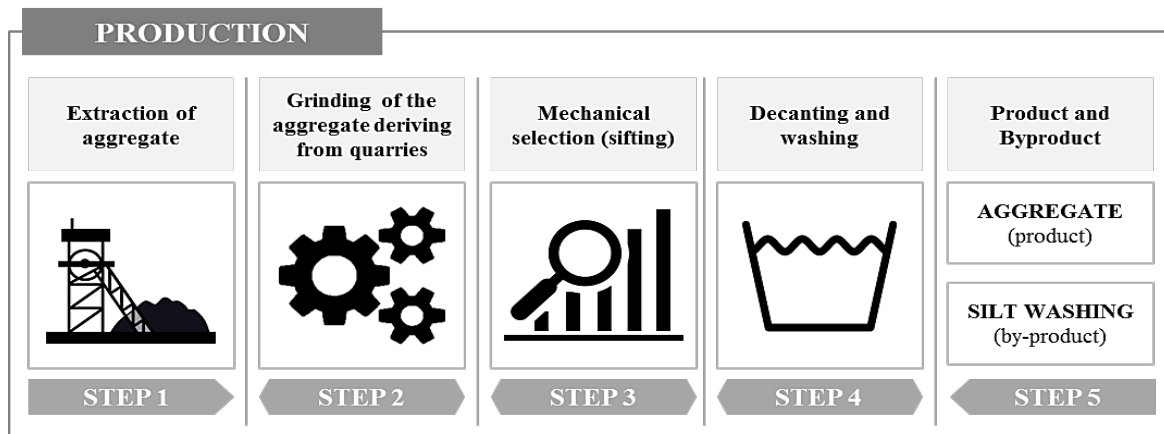 PRODUCTION
Extraction of
aggregate
Grinding of the
aggregate deriving
from quarries
Mechanical
selection (sifting)
Decanting and
washing
Product and
Byproduct
AGGREGATE
(product)
SILT WASHING
(by-product)
STEP 1
STEP 2
STEP 3
STEP 4
STEP 5